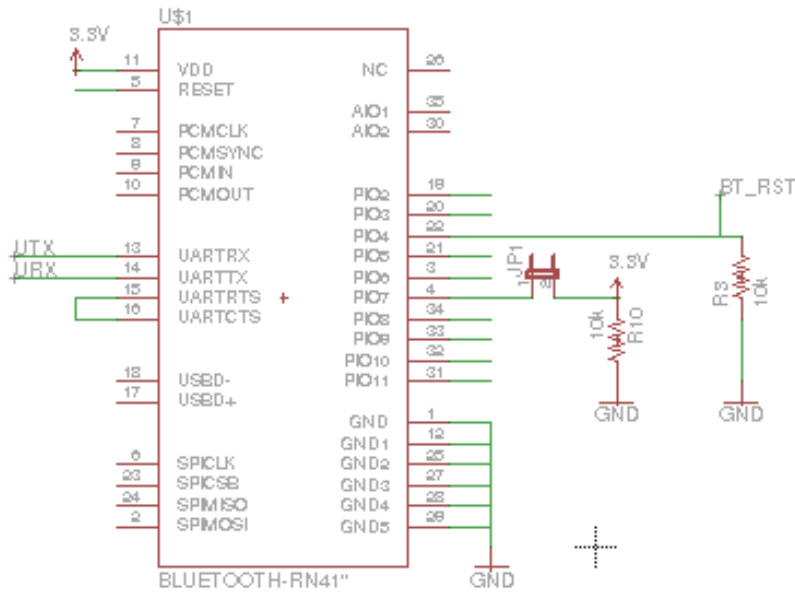 U$1
3.3V
11 VDD NC 26
5 RESET
AIO1 35
7 PCMCLK AIO2 30
8 PCMSYNC
9 PCMIN
10 PCMOUT PIO2 19
PIO3 20
BT_RST
PIO4 22
UTX 13 UARTRX PIO5 21
URX 14 UARTTX PIO6 3
15 UARTRTS PIO7 4
16 UARTCTS PIO8 34
JP1
1 2
3.3V
10k
R10
R3
10k
PIO9 33
PIO10 32
18 USBD- PIO11 31
17 USBD+
GND GND
GND 1
GND1 12
6 SPICLK GND2 25
23 SPICSB GND3 27
24 SPIMISO GND4 28
2 SPIMOSI GND5 29
BLUETOOTH-RN41" GND